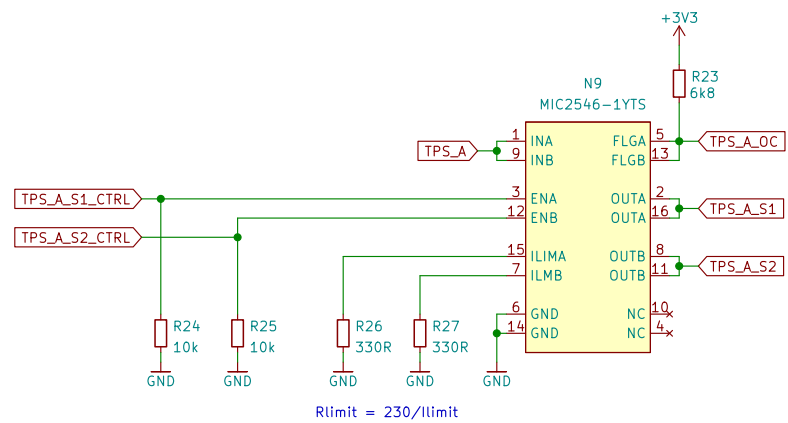 +3V3
R23
6k8
N9
MIC2546-1YTS
TPS_A
1 INA FLGA 5 TPS_A_OC
9 INB FLGB 13
TPS_A_S1_CTRL 3 ENA OUTA 2 TPS_A_S1
12 ENB OUTA 16
TPS_A_S2_CTRL
15 ILIMA OUTB 8 TPS_A_S2
7 ILMB OUTB 11
6 GND NC 10
14 GND NC 4
R24 R25 R26 R27
10k 10k 330R 330R
GND GND GND GND GND
Rlimit = 230/Ilimit